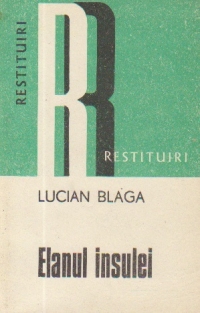 RESTITUIRI
R
RESTITUIRI
LUCIAN BLAGA
Elanul insulei